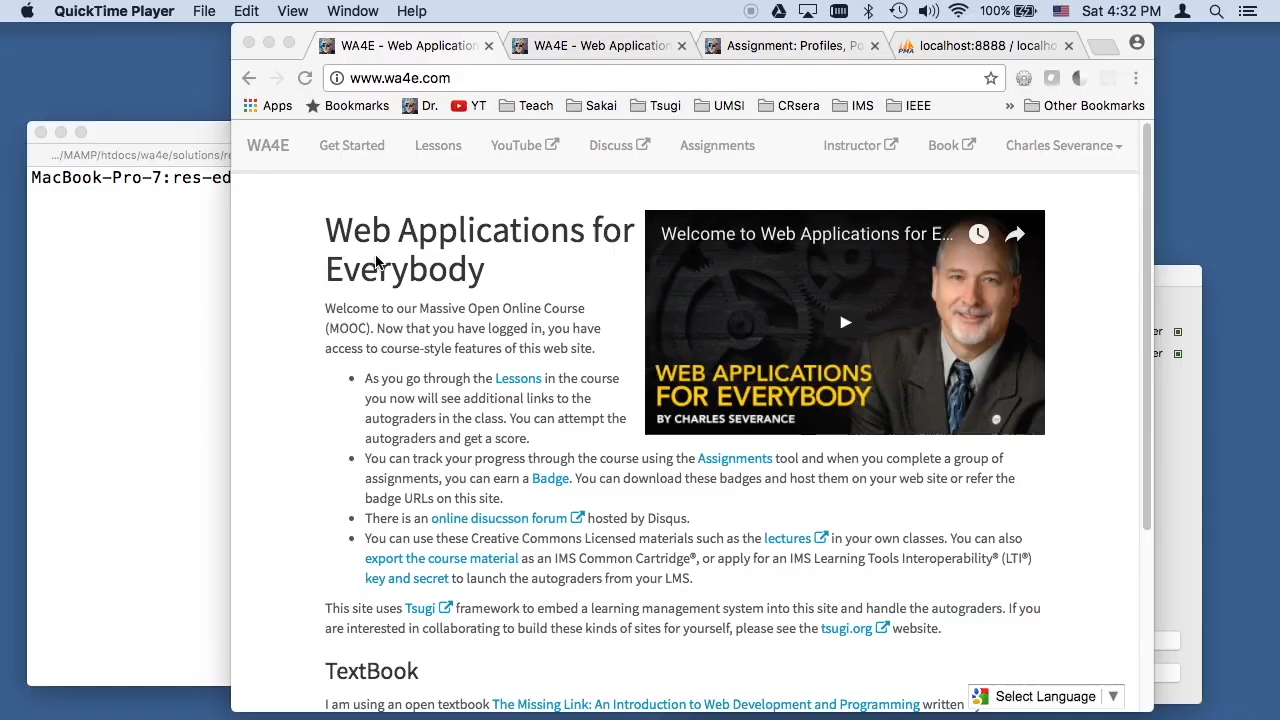 QuickTime Player File Edit View Window Help 100% Sat 4:32 PM
WA4E - Web Application WA4E - Web Application Assignment: Profiles, Po localhost:8888 / localho
www.wa4e.com
Apps Bookmarks Dr. YT Teach Sakai Tsugi UMSI CRsera IMS IEEE » Other Bookmarks
WA4E Get Started Lessons YouTube Discuss Assignments Instructor Book Charles Severance
.../MAMP/htdocs/wa4e/solutions/re
MacBook-Pro-7:res-ed
Web Applications for
Everybody
Welcome to our Massive Open Online Course
(MOOC). Now that you have logged in, you have
access to course-style features of this web site.
• As you go through the Lessons in the course
you now will see additional links to the
autograders in the class. You can attempt the
autograders and get a score.
Welcome to Web Applications for E...
WEB APPLICATIONS
FOR EVERYBODY
BY CHARLES SEVERANCE
• You can track your progress through the course using the Assignments tool and when you complete a group of
assignments, you can earn a Badge. You can download these badges and host them on your web site or refer the
badge URLs on this site.
• There is an online disucsson forum hosted by Disqus.
• You can use these Creative Commons Licensed materials such as the lectures in your own classes. You can also
export the course material as an IMS Common Cartridge®, or apply for an IMS Learning Tools Interoperability® (LTI®)
key and secret to launch the autograders from your LMS.
This site uses Tsugi framework to embed a learning management system into this site and handle the autograders. If you
are interested in collaborating to build these kinds of sites for yourself, please see the tsugi.org website.
TextBook
I am using an open textbook The Missing Link: An Introduction to Web Development and Programming written
Select Language ▼
er
er